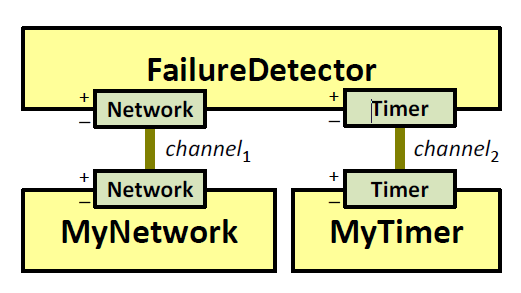 FailureDetector
+ Network + Timer
– –
channel₁ channel₂
+ Network + Timer
– –
MyNetwork MyTimer